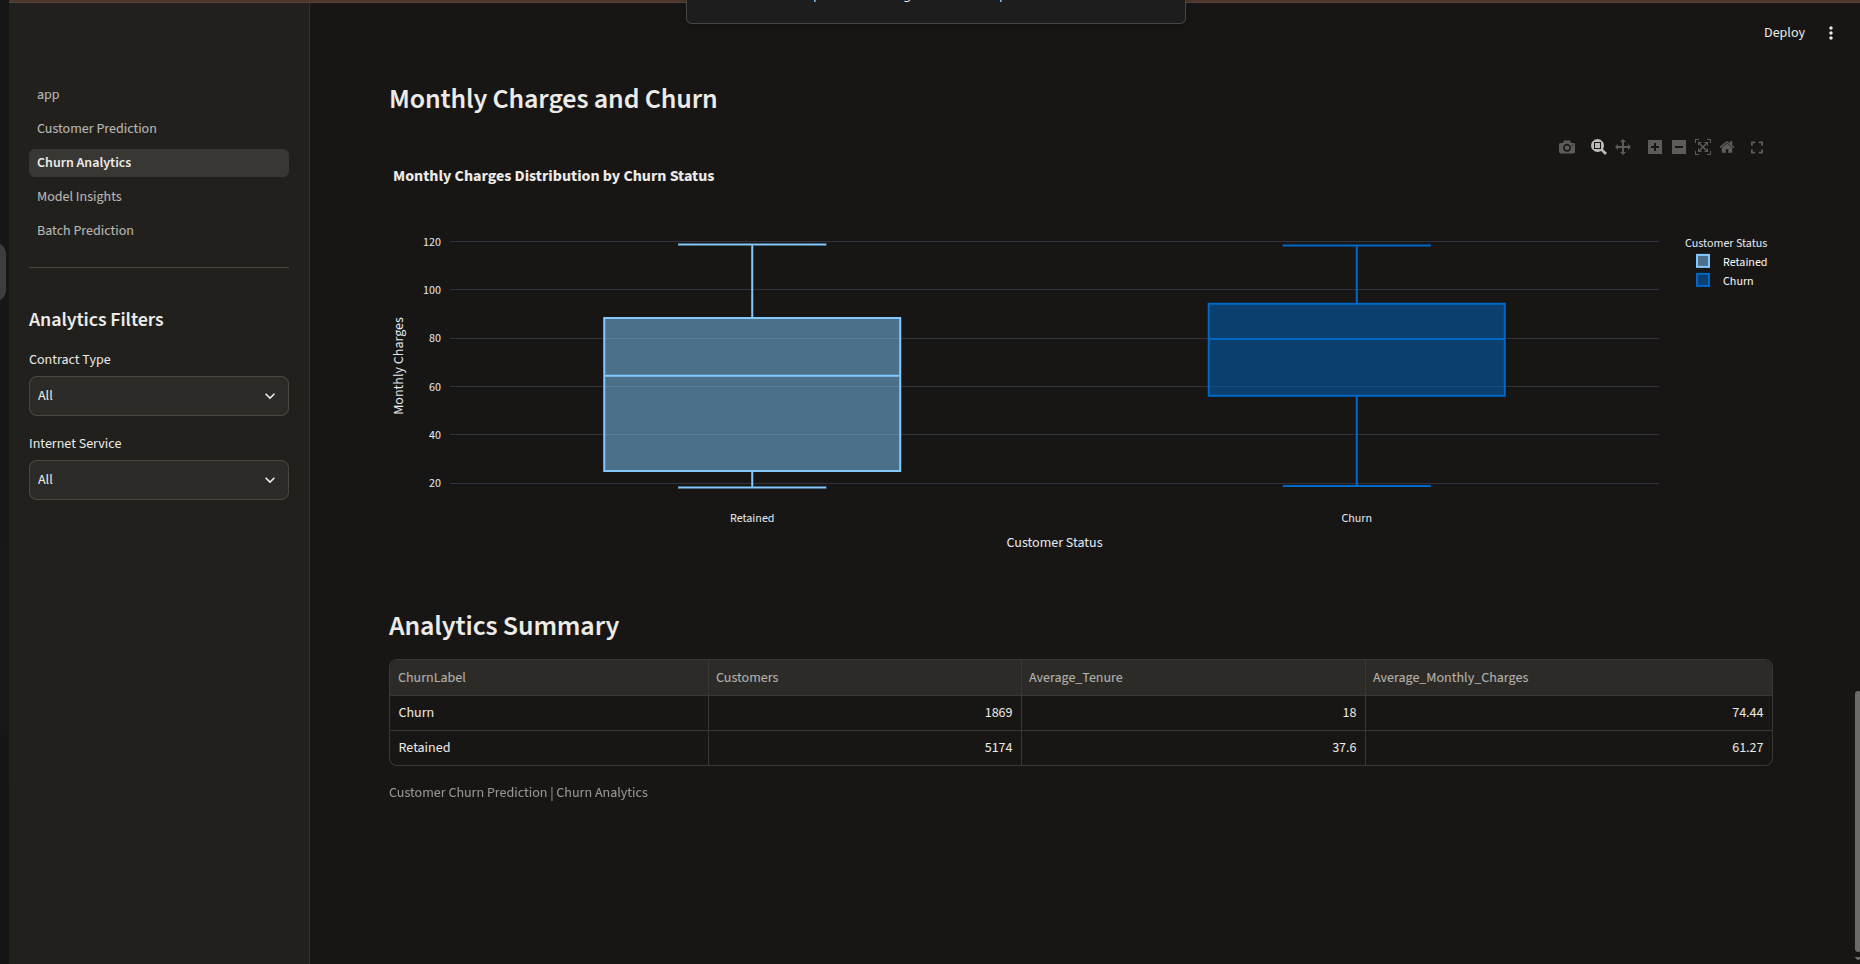 Deploy
app
Customer Prediction
Churn Analytics
Model Insights
Batch Prediction
Analytics Filters
Contract Type
All
Internet Service
All
Monthly Charges and Churn
Monthly Charges Distribution by Churn Status
120
100
80
60
40
20
Monthly Charges
Retained
Churn
Customer Status
Customer Status
Retained
Churn
Analytics Summary
ChurnLabel Customers Average_Tenure Average_Monthly_Charges
Churn 1869 18 74.44
Retained 5174 37.6 61.27
Customer Churn Prediction | Churn Analytics